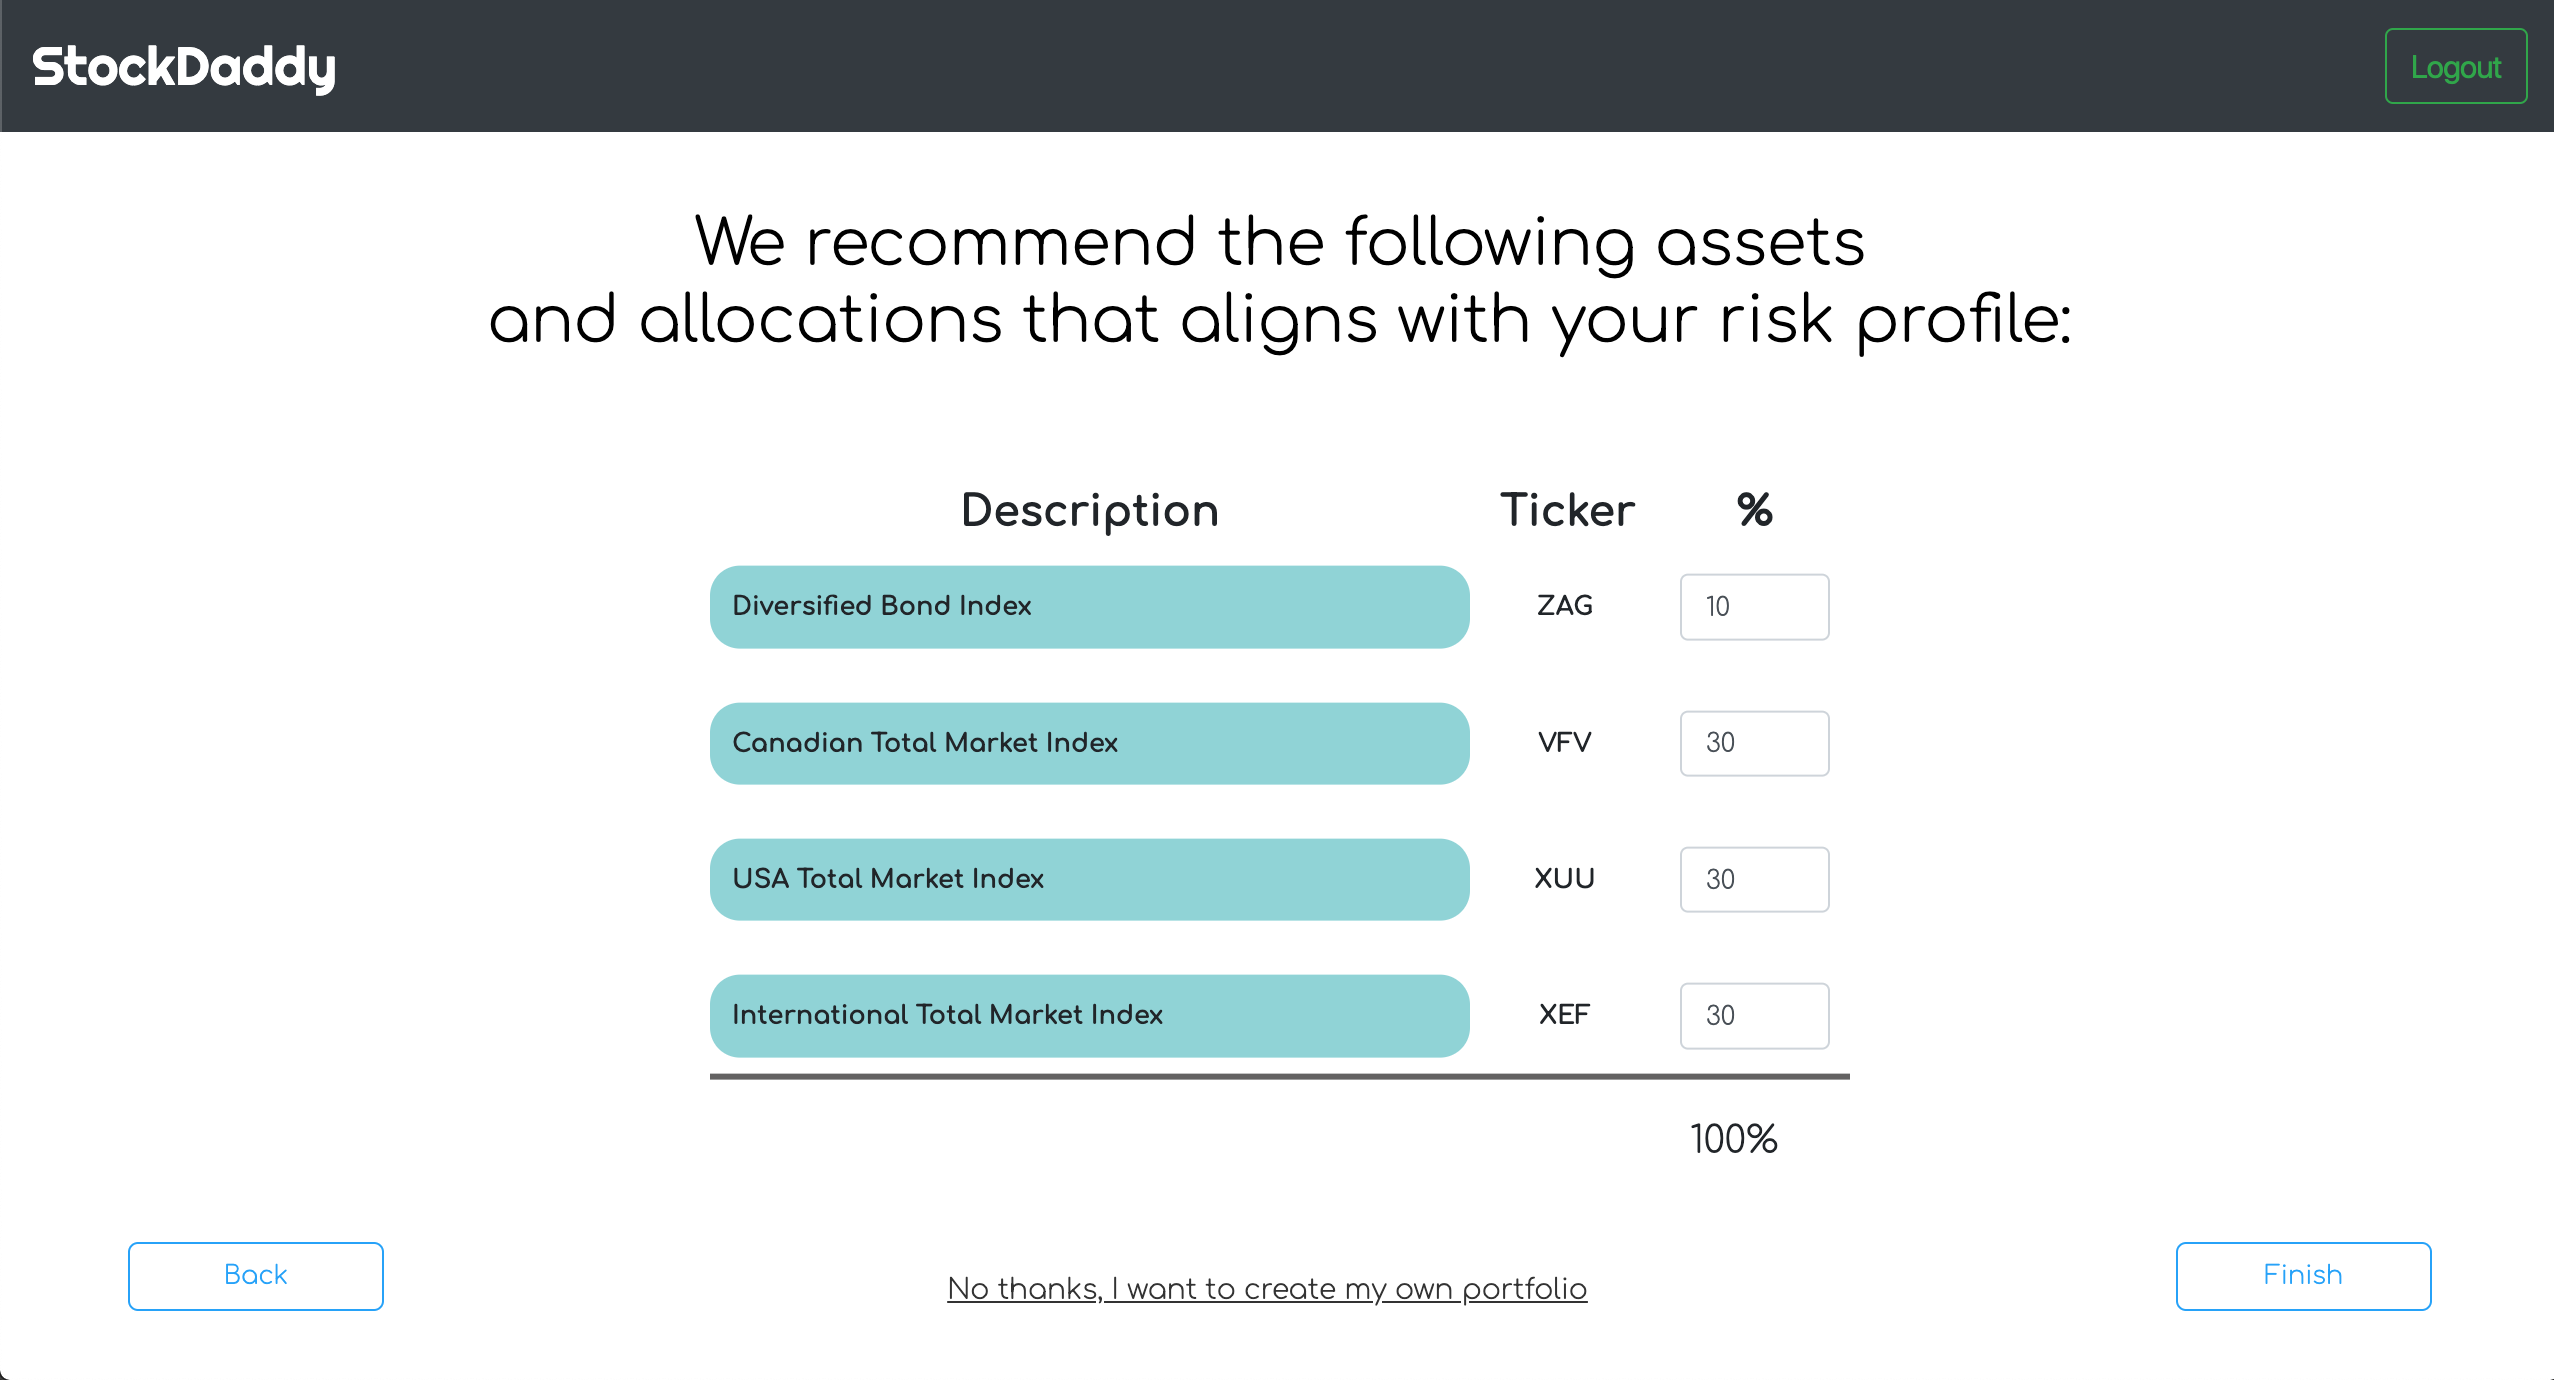 StockDaddy
Logout
We recommend the following assets
and allocations that aligns with your risk profile:
Description Ticker %
Diversified Bond Index ZAG 10
Canadian Total Market Index VFV 30
USA Total Market Index XUU 30
International Total Market Index XEF 30
100%
Back
No thanks, I want to create my own portfolio
Finish